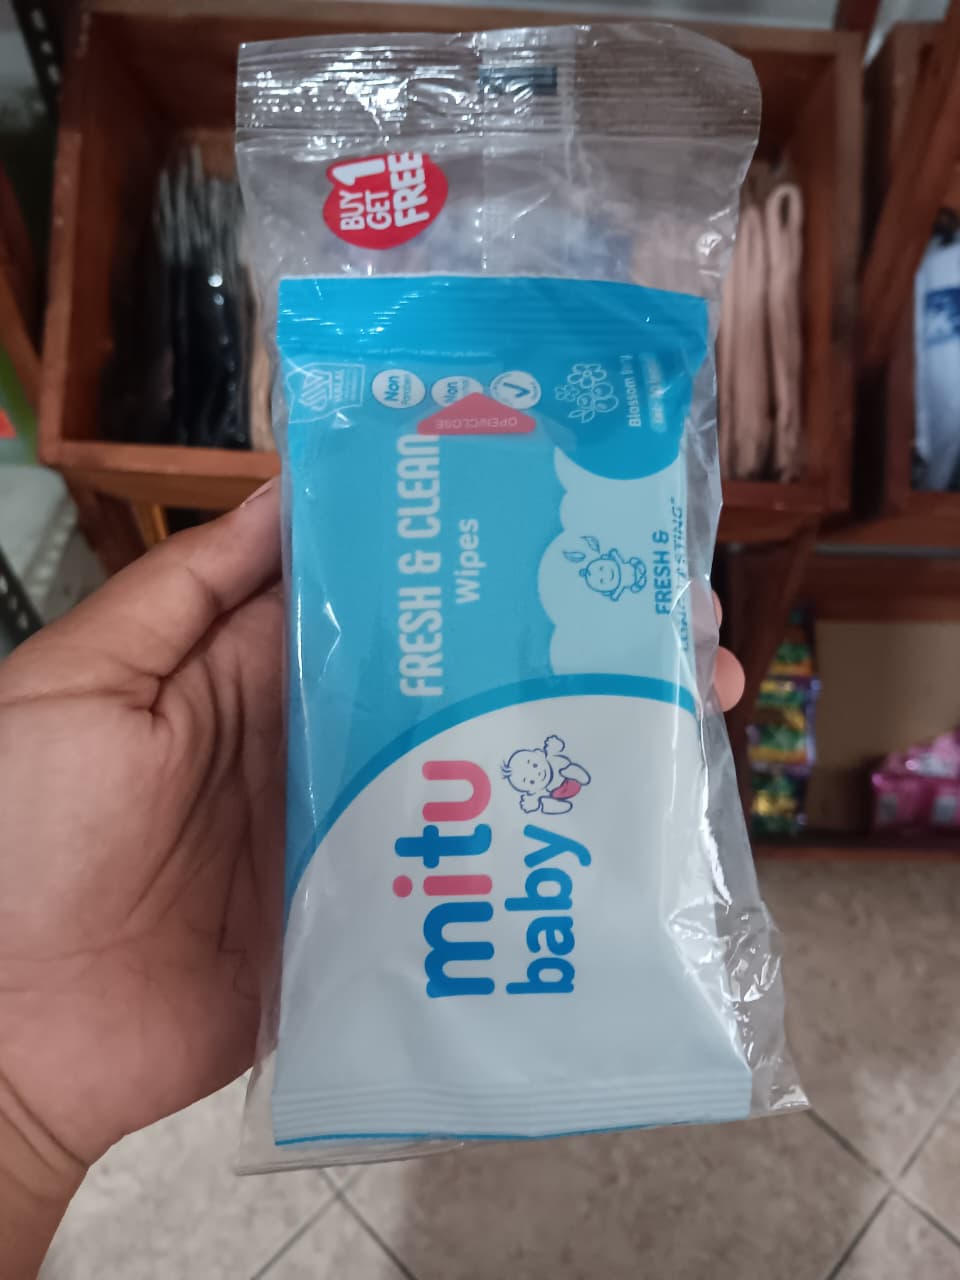 BUY 1
GET
FREE
Non
Non
OPEN/CLOSE
Blossom
FRESH & CLEAN
Wipes
FRESH &
mitu
baby